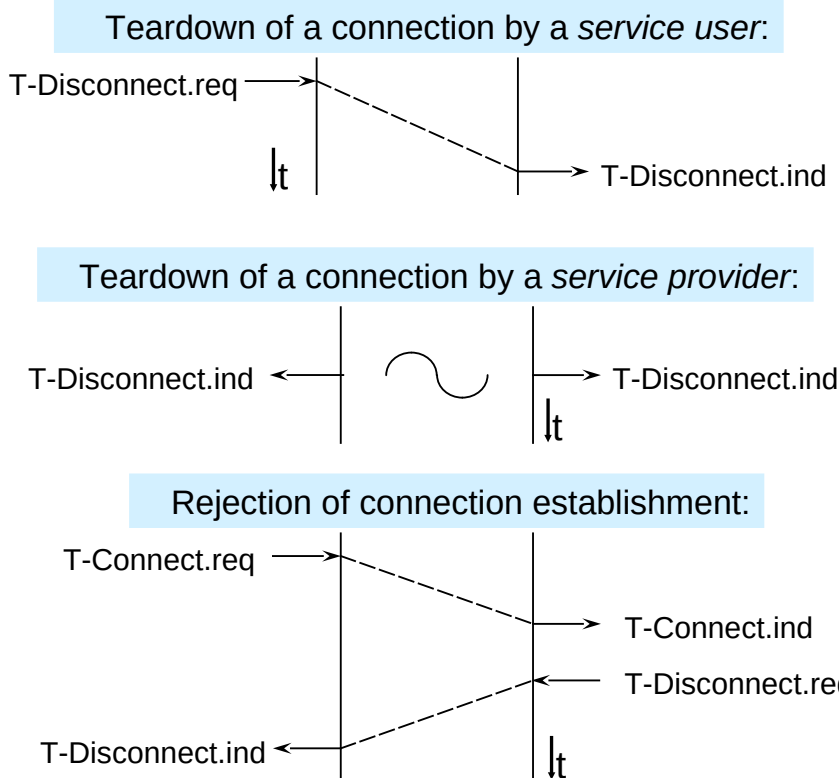 Teardown of a connection by a service user:
T-Disconnect.req
t
T-Disconnect.ind
Teardown of a connection by a service provider:
T-Disconnect.ind
T-Disconnect.ind
t
Rejection of connection establishment:
T-Connect.req
T-Connect.ind
T-Disconnect.req
T-Disconnect.ind
t